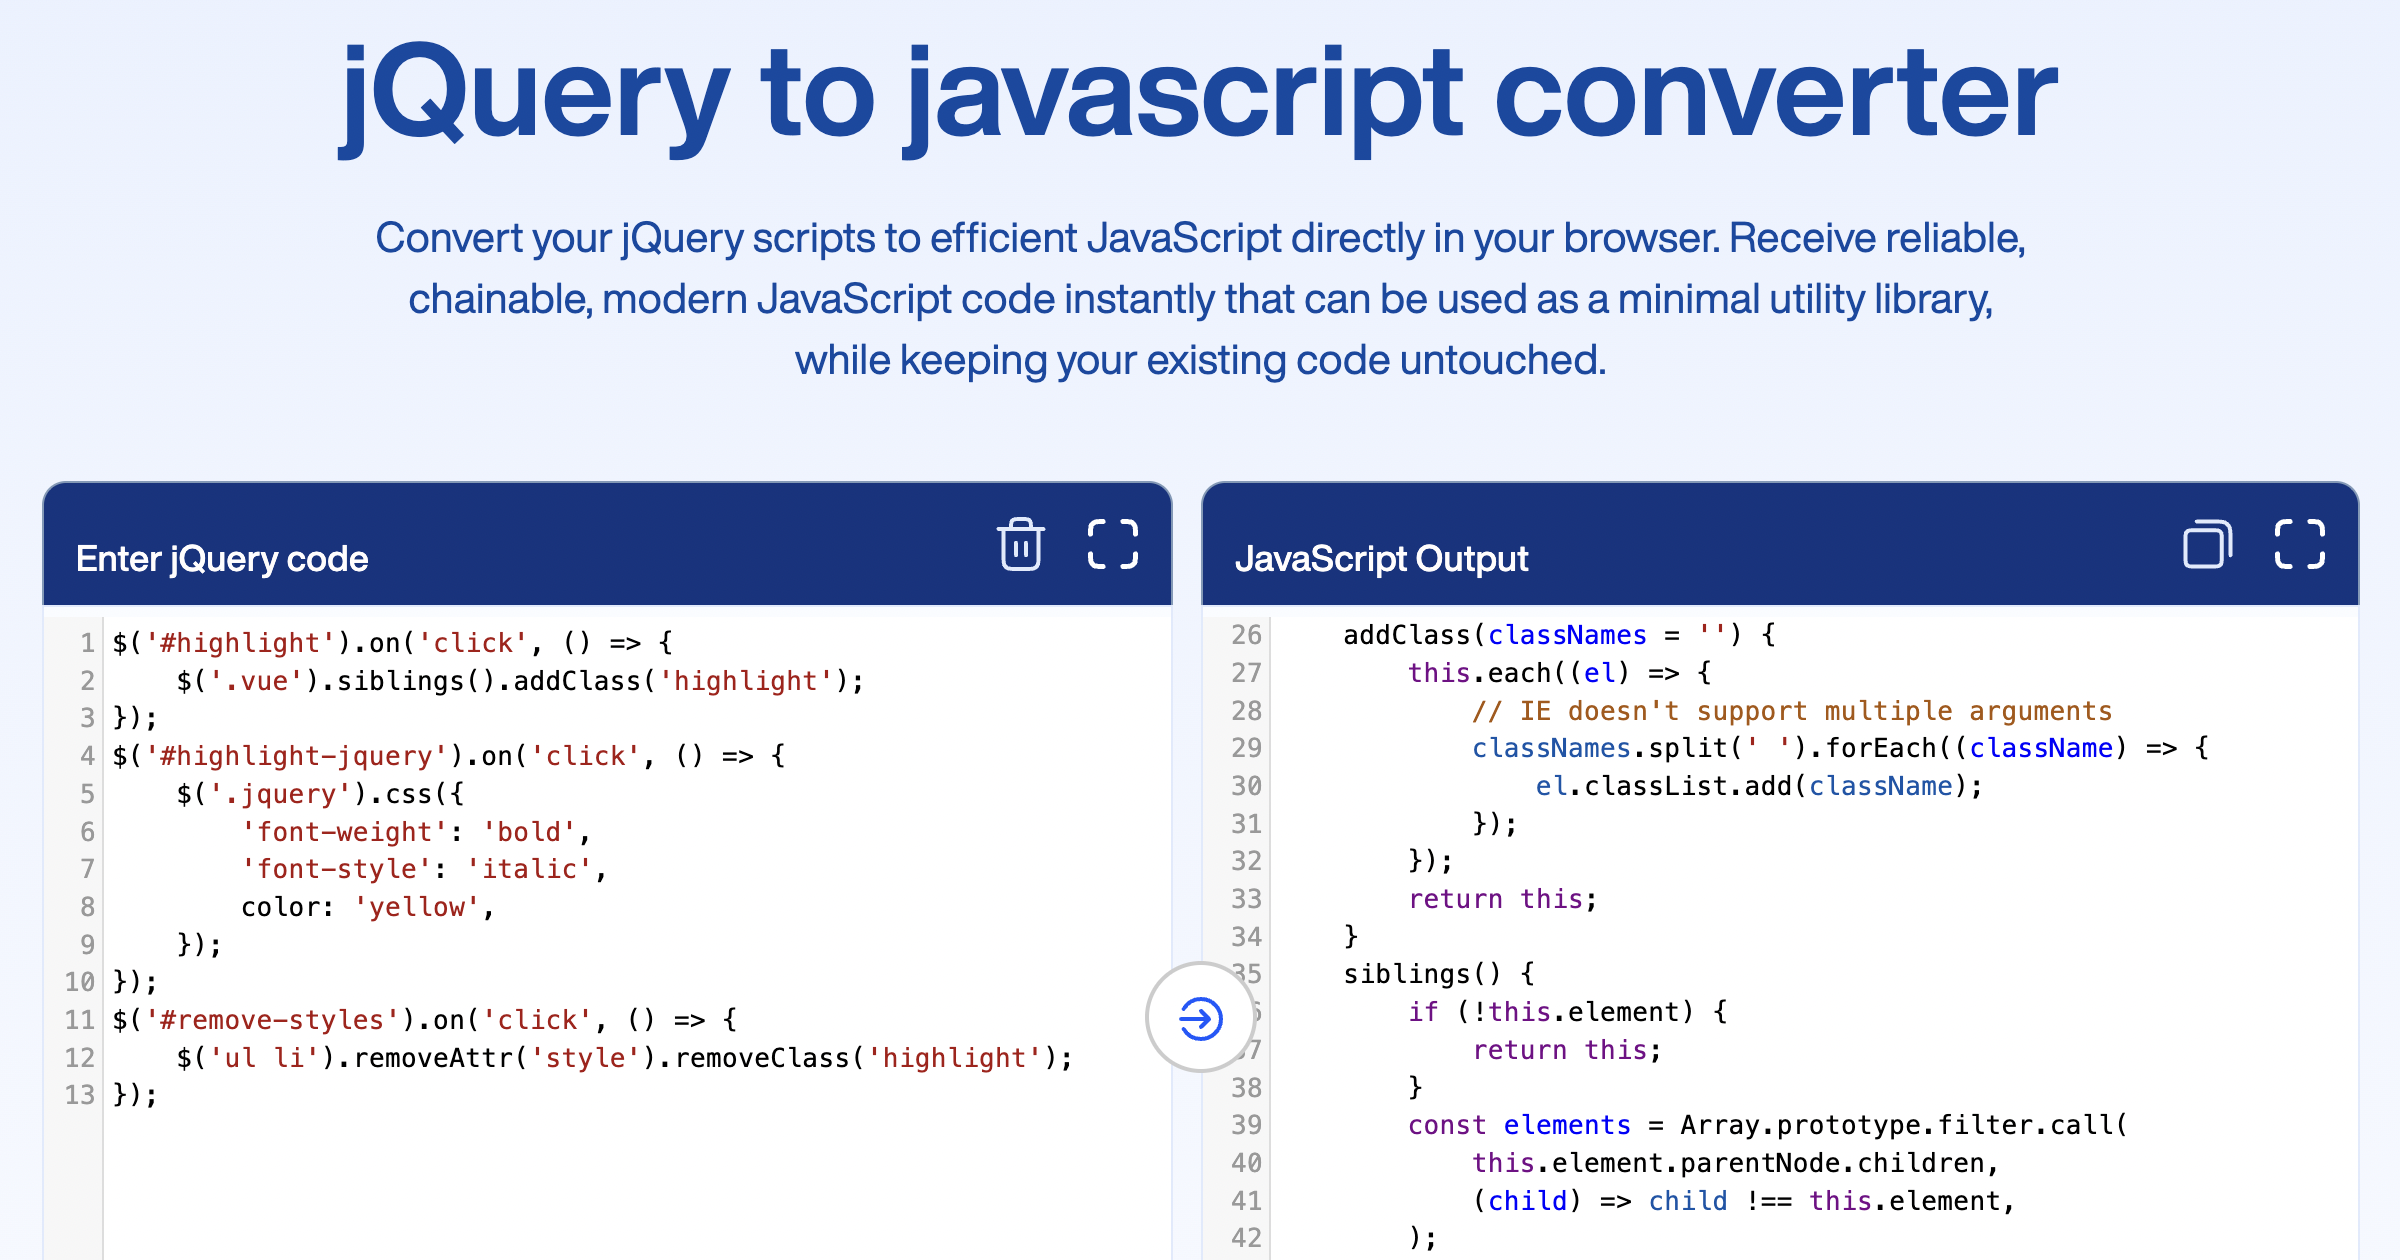 jQuery to javascript converter
Convert your jQuery scripts to efficient JavaScript directly in your browser. Receive reliable,
chainable, modern JavaScript code instantly that can be used as a minimal utility library,
while keeping your existing code untouched.
Enter jQuery code
1 $('#highlight').on('click', () => {
2     $('.vue').siblings().addClass('highlight');
3 });
4 $('#highlight-jquery').on('click', () => {
5     $('.jquery').css({
6         'font-weight': 'bold',
7         'font-style': 'italic',
8         color: 'yellow',
9     });
10 });
11 $('#remove-styles').on('click', () => {
12     $('ul li').removeAttr('style').removeClass('highlight');
13 });
JavaScript Output
26     addClass(classNames = '') {
27         this.each((el) => {
28             // IE doesn't support multiple arguments
29             classNames.split(' ').forEach((className) => {
30                 el.classList.add(className);
31             });
32         });
33         return this;
34     }
35     siblings() {
6         if (!this.element) {
37             return this;
38         }
39         const elements = Array.prototype.filter.call(
40             this.element.parentNode.children,
41             (child) => child !== this.element,
42         );